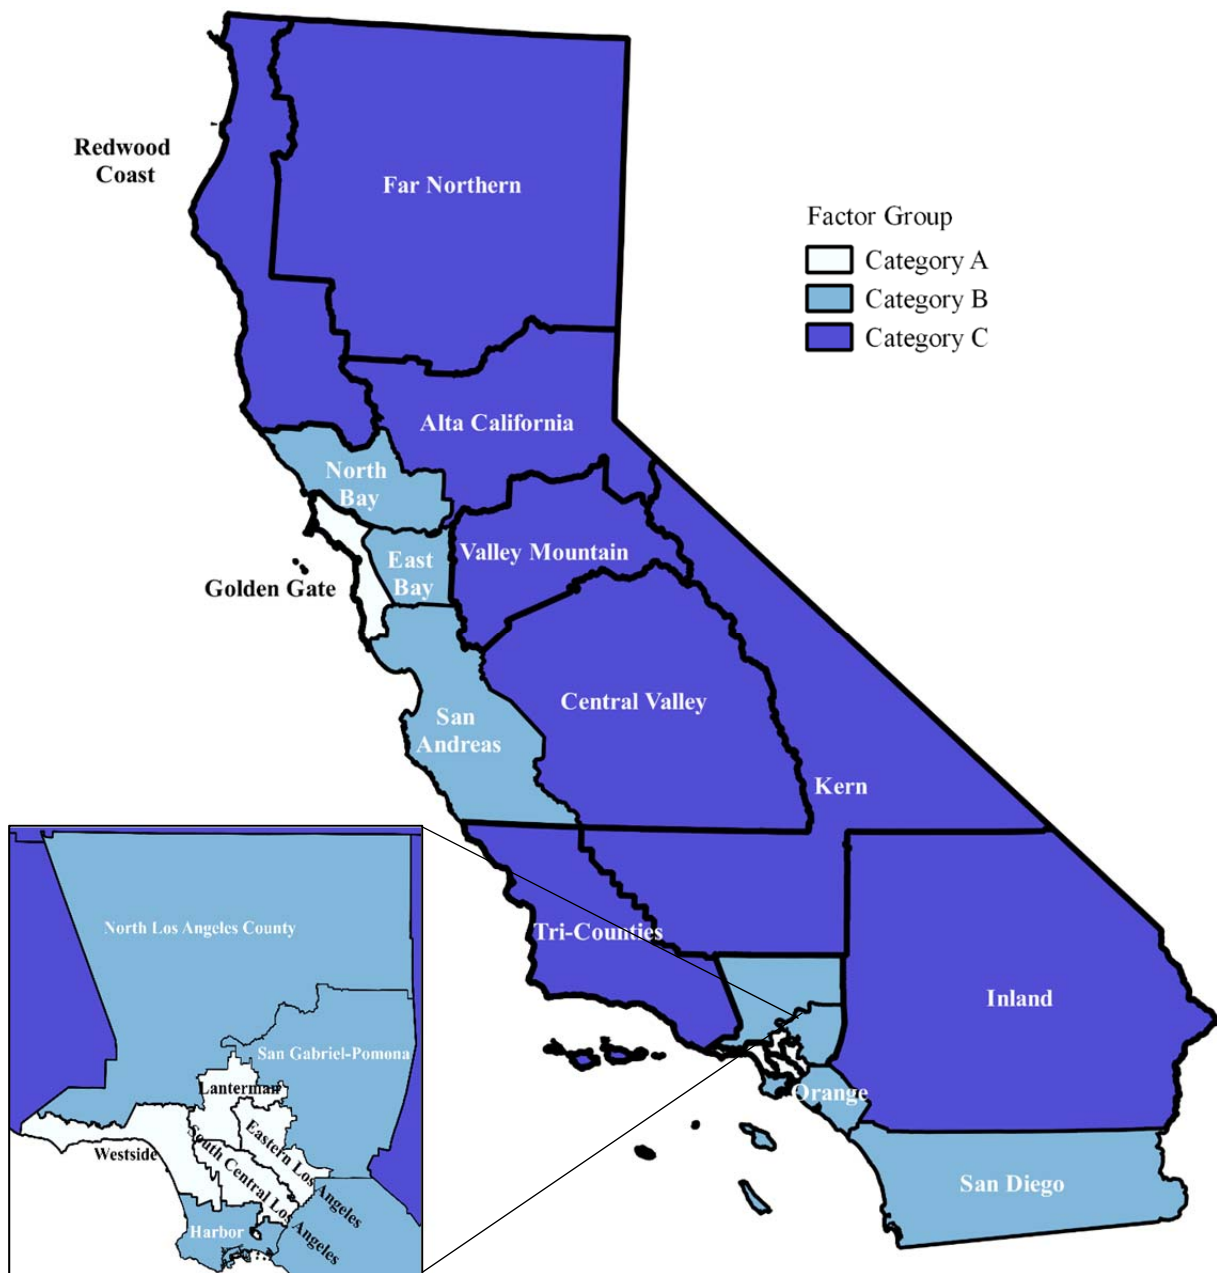 Redwood
Coast
Far Northern
Factor Group
Category A
Category B
Category C
Alta California
North
Bay
East
Bay
Valley Mountain
Golden Gate
Central Valley
San
Andreas
Kern
Tri-Counties
Inland
Orange
San Diego
North Los Angeles County
San Gabriel-Pomona
Lanterman
Westside
Eastern Los Angeles
South Central Los Angeles
Harbor